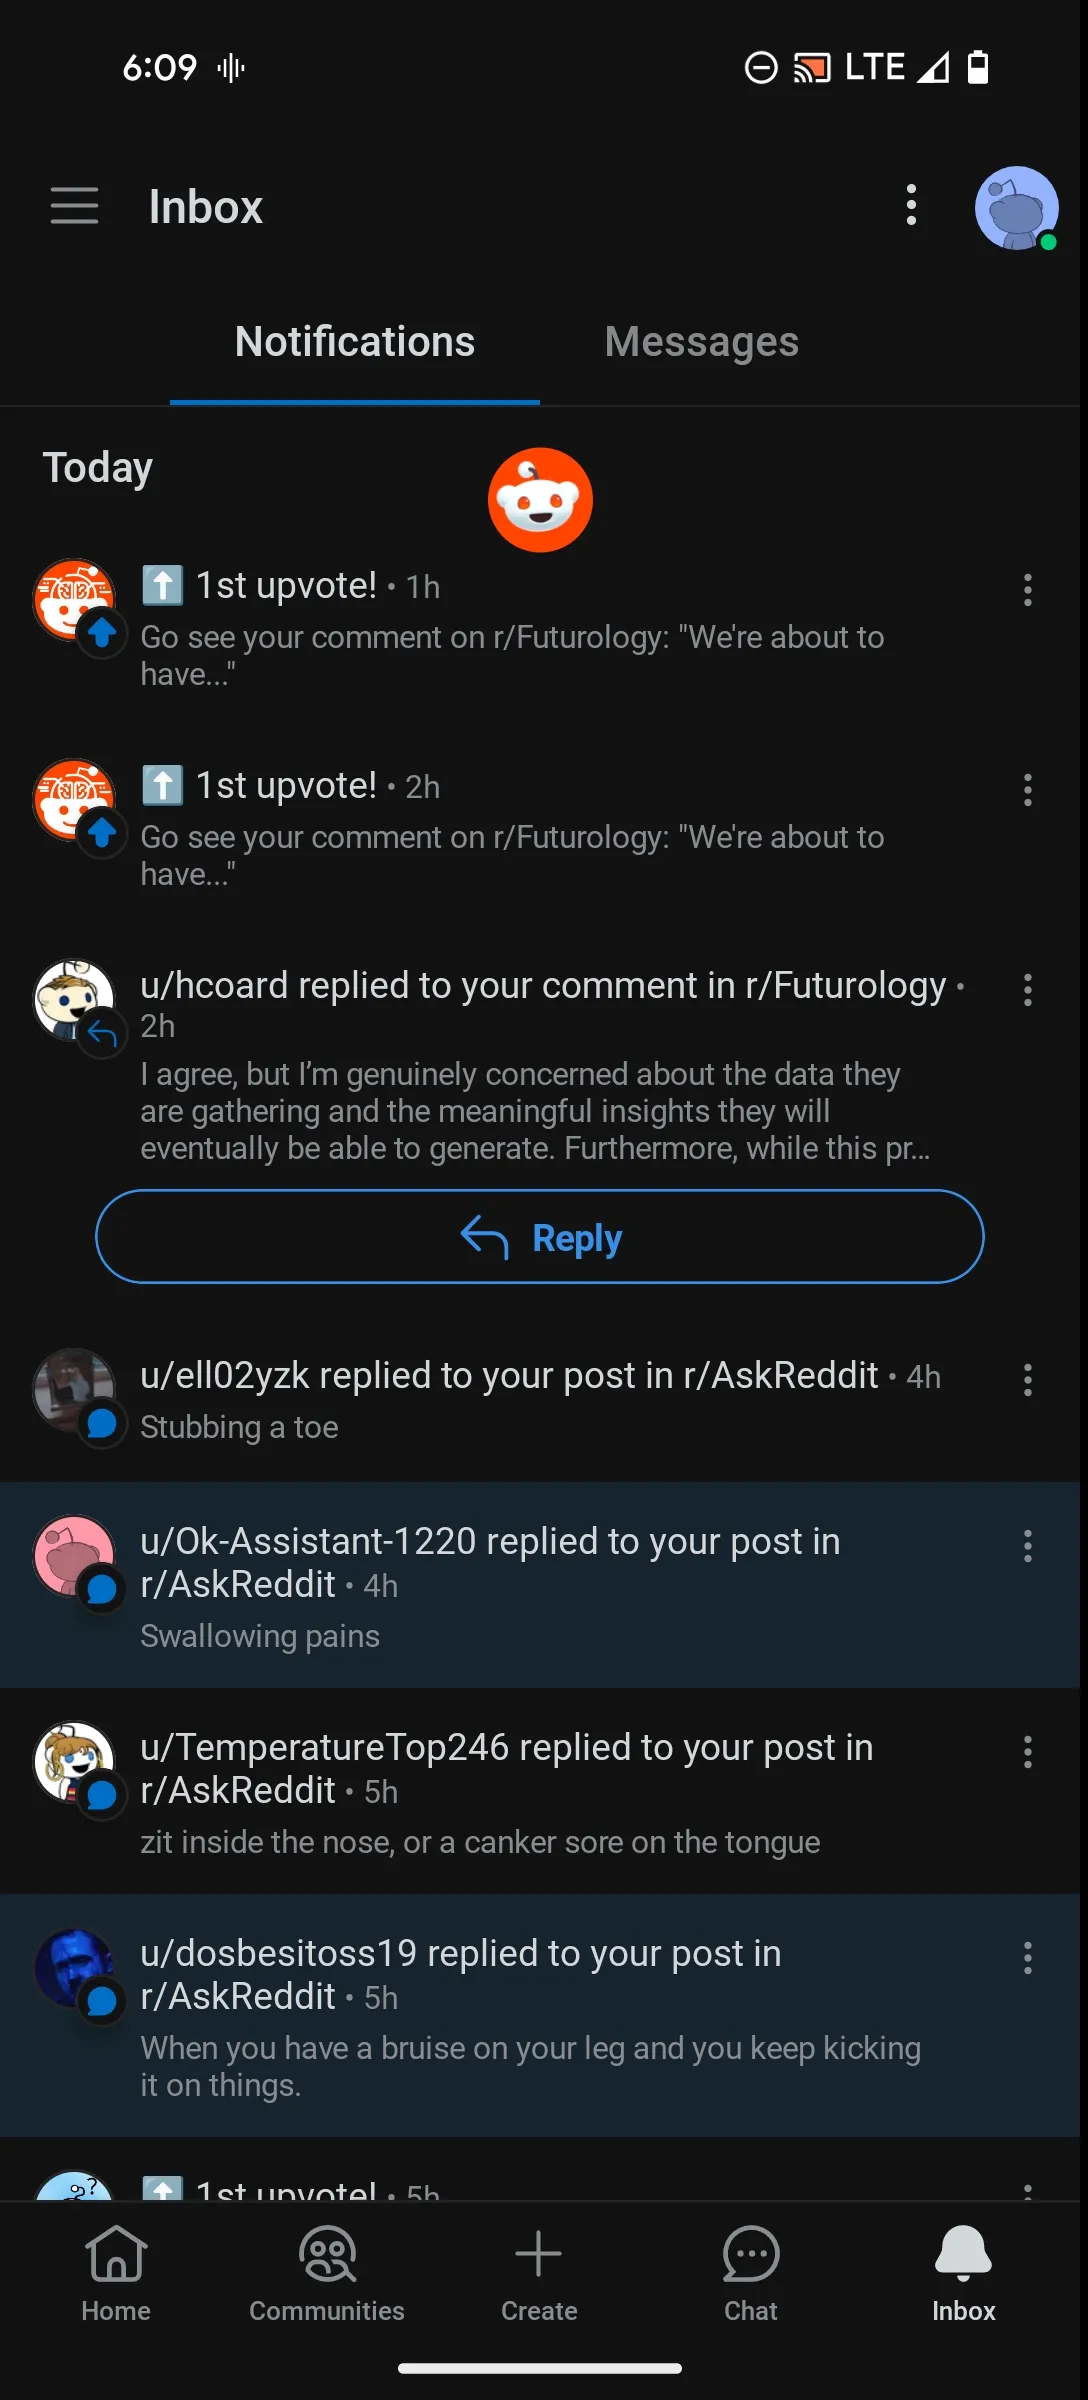 6:09 LTE
Inbox
Notifications Messages
Today
1st upvote! • 1h
Go see your comment on r/Futurology: "We're about to
have..."
1st upvote! • 2h
Go see your comment on r/Futurology: "We're about to
have..."
u/hcoard replied to your comment in r/Futurology •
2h
I agree, but I’m genuinely concerned about the data they
are gathering and the meaningful insights they will
eventually be able to generate. Furthermore, while this pr…
Reply
u/ell02yzk replied to your post in r/AskReddit • 4h
Stubbing a toe
u/Ok-Assistant-1220 replied to your post in
r/AskReddit • 4h
Swallowing pains
u/TemperatureTop246 replied to your post in
r/AskReddit • 5h
zit inside the nose, or a canker sore on the tongue
u/dosbesitoss19 replied to your post in
r/AskReddit • 5h
When you have a bruise on your leg and you keep kicking
it on things.
1st upvote! • 5h
Home Communities Create Chat Inbox